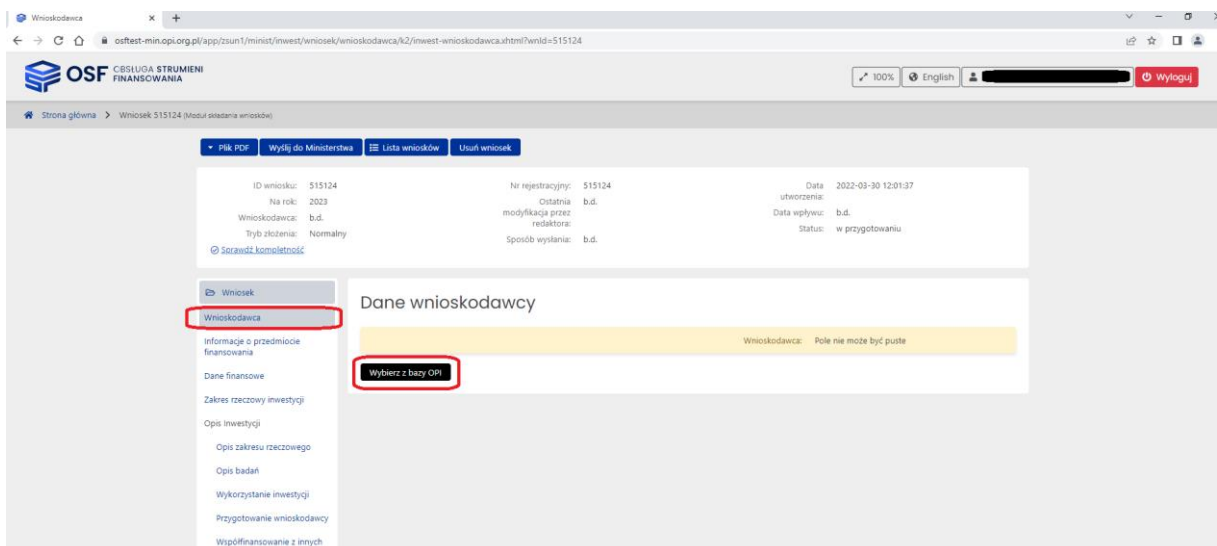 Wnioskodawca
osftest-min.opi.org.pl/app/zsun1/minist/inwest/wniosek/wnioskodawca/k2/inwest-wnioskodawca.xhtml?wnId=515124
OSF OBSŁUGA STRUMIENI
FINANSOWANIA
100% English Wyloguj
Strona główna > Wniosek 515124 (Moduł składania wniosków)
Plik PDF Wyślij do Ministerstwa Lista wniosków Usuń wniosek
ID wniosku: 515124
Na rok: 2023
Wnioskodawca: b.d.
Tryb złożenia: Normalny
Sprawdź kompletność
Nr rejestracyjny: 515124
Ostatnia b.d.
modyfikacja przez
redaktora:
Sposób wysłania: b.d.
Data 2022-03-30 12:01:37
utworzenia:
Data wpływu: b.d.
Status: w przygotowaniu
Wniosek
Wnioskodawca
Informacje o przedmiocie
finansowania
Dane finansowe
Zakres rzeczowy inwestycji
Opis Inwestycji
Opis zakresu rzeczowego
Opis badań
Wykorzystanie inwestycji
Przygotowanie wnioskodawcy
Współfinansowanie z innych
Dane wnioskodawcy
Wnioskodawca: Pole nie może być puste
Wybierz z bazy OPI